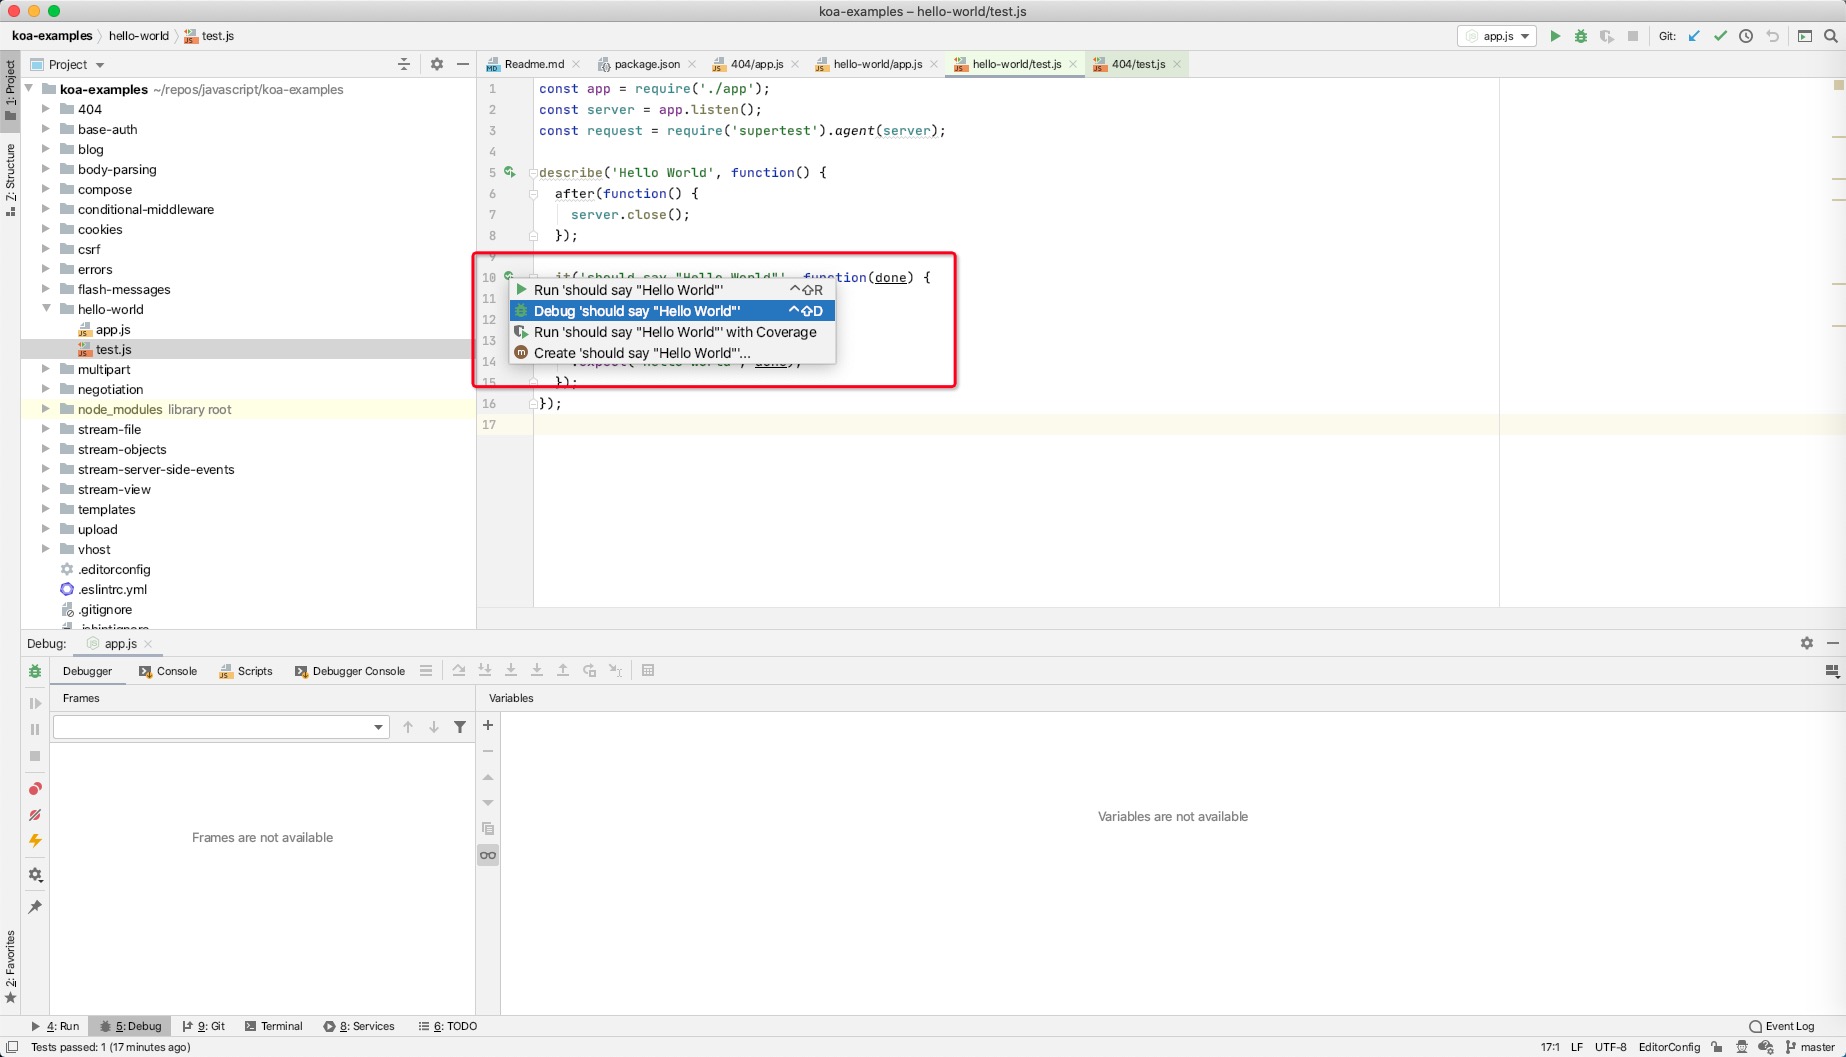 koa-examples – hello-world/test.js
koa-examples hello-world test.js
app.js
Git:
1: Project
Z: Structure
2: Favorites
Project
koa-examples ~/repos/javascript/koa-examples
404
base-auth
blog
body-parsing
compose
conditional-middleware
cookies
csrf
errors
flash-messages
hello-world
app.js
test.js
multipart
negotiation
node_modules library root
stream-file
stream-objects
stream-server-side-events
stream-view
templates
upload
vhost
.editorconfig
.eslintrc.yml
.gitignore
.jshintignore
Readme.md package.json 404/app.js hello-world/app.js hello-world/test.js 404/test.js
1 const app = require('./app');
2 const server = app.listen();
3 const request = require('supertest').agent(server);
4
5 describe('Hello World', function() {
6 after(function() {
7 server.close();
8 });
9
10 it('should say "Hello World"', function(done) {
11
12
13
14 .expect('Hello World', done);
15 });
16 });
17
Run 'should say "Hello World"' ^⇧R
Debug 'should say "Hello World"' ^⇧D
Run 'should say "Hello World"' with Coverage
Create 'should say "Hello World"'...
Debug: app.js
Debugger Console Scripts Debugger Console
Frames
Variables
Frames are not available
Variables are not available
4: Run 5: Debug 9: Git Terminal 8: Services 6: TODO
Event Log
Tests passed: 1 (17 minutes ago)
17:1 LF UTF-8 EditorConfig master